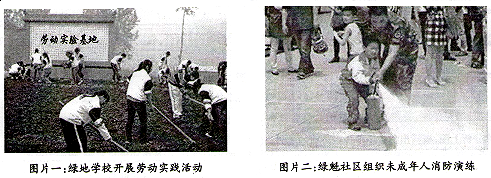 劳动实验基地
图片一：绿地学校开展劳动实践活动
图片二：绿魅社区组织未成年人消防演练